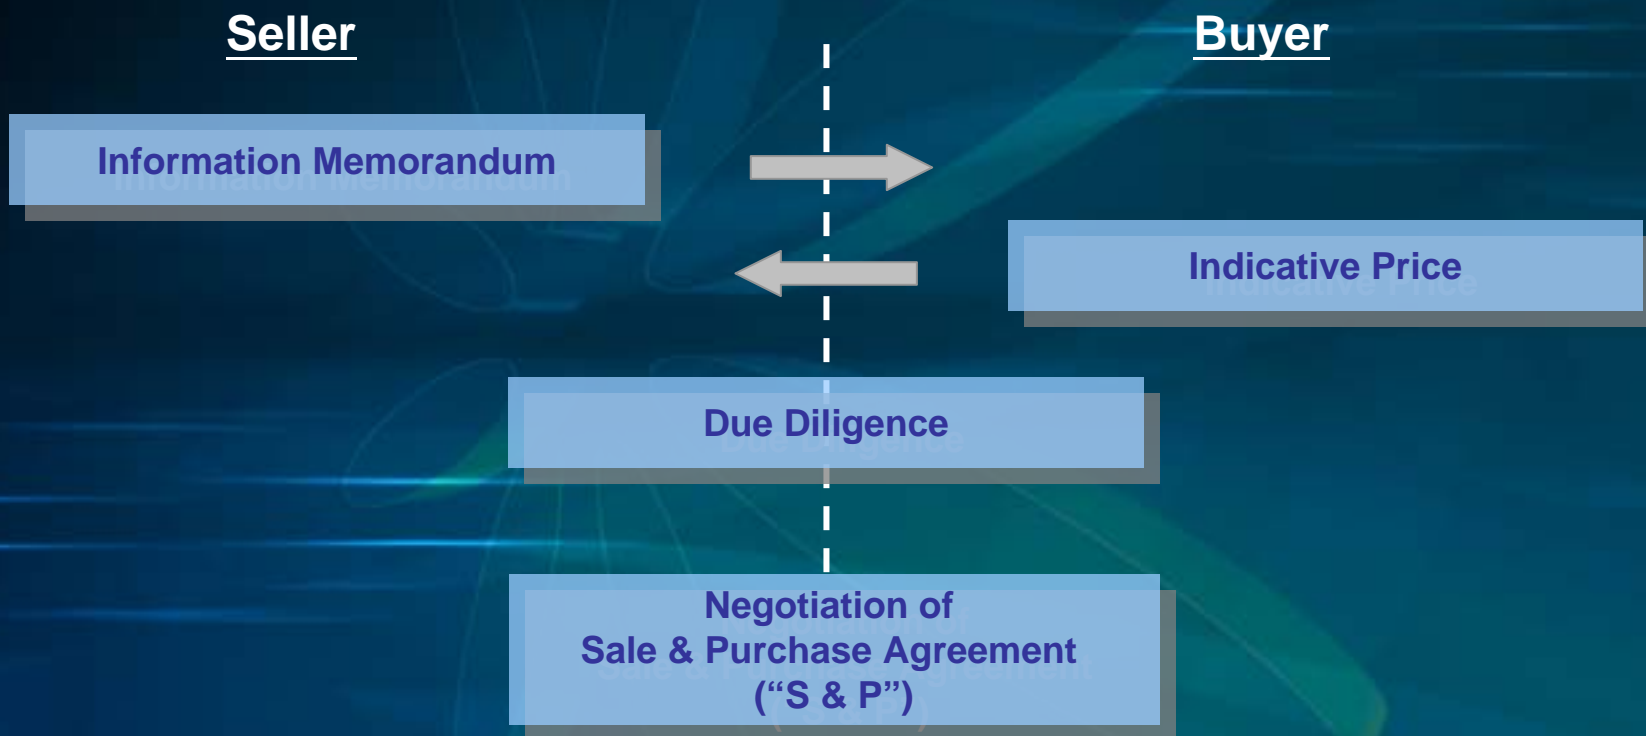 Seller
Buyer
Information Memorandum
Indicative Price
Due Diligence
Negotiation of
Sale & Purchase Agreement
(“S & P”)